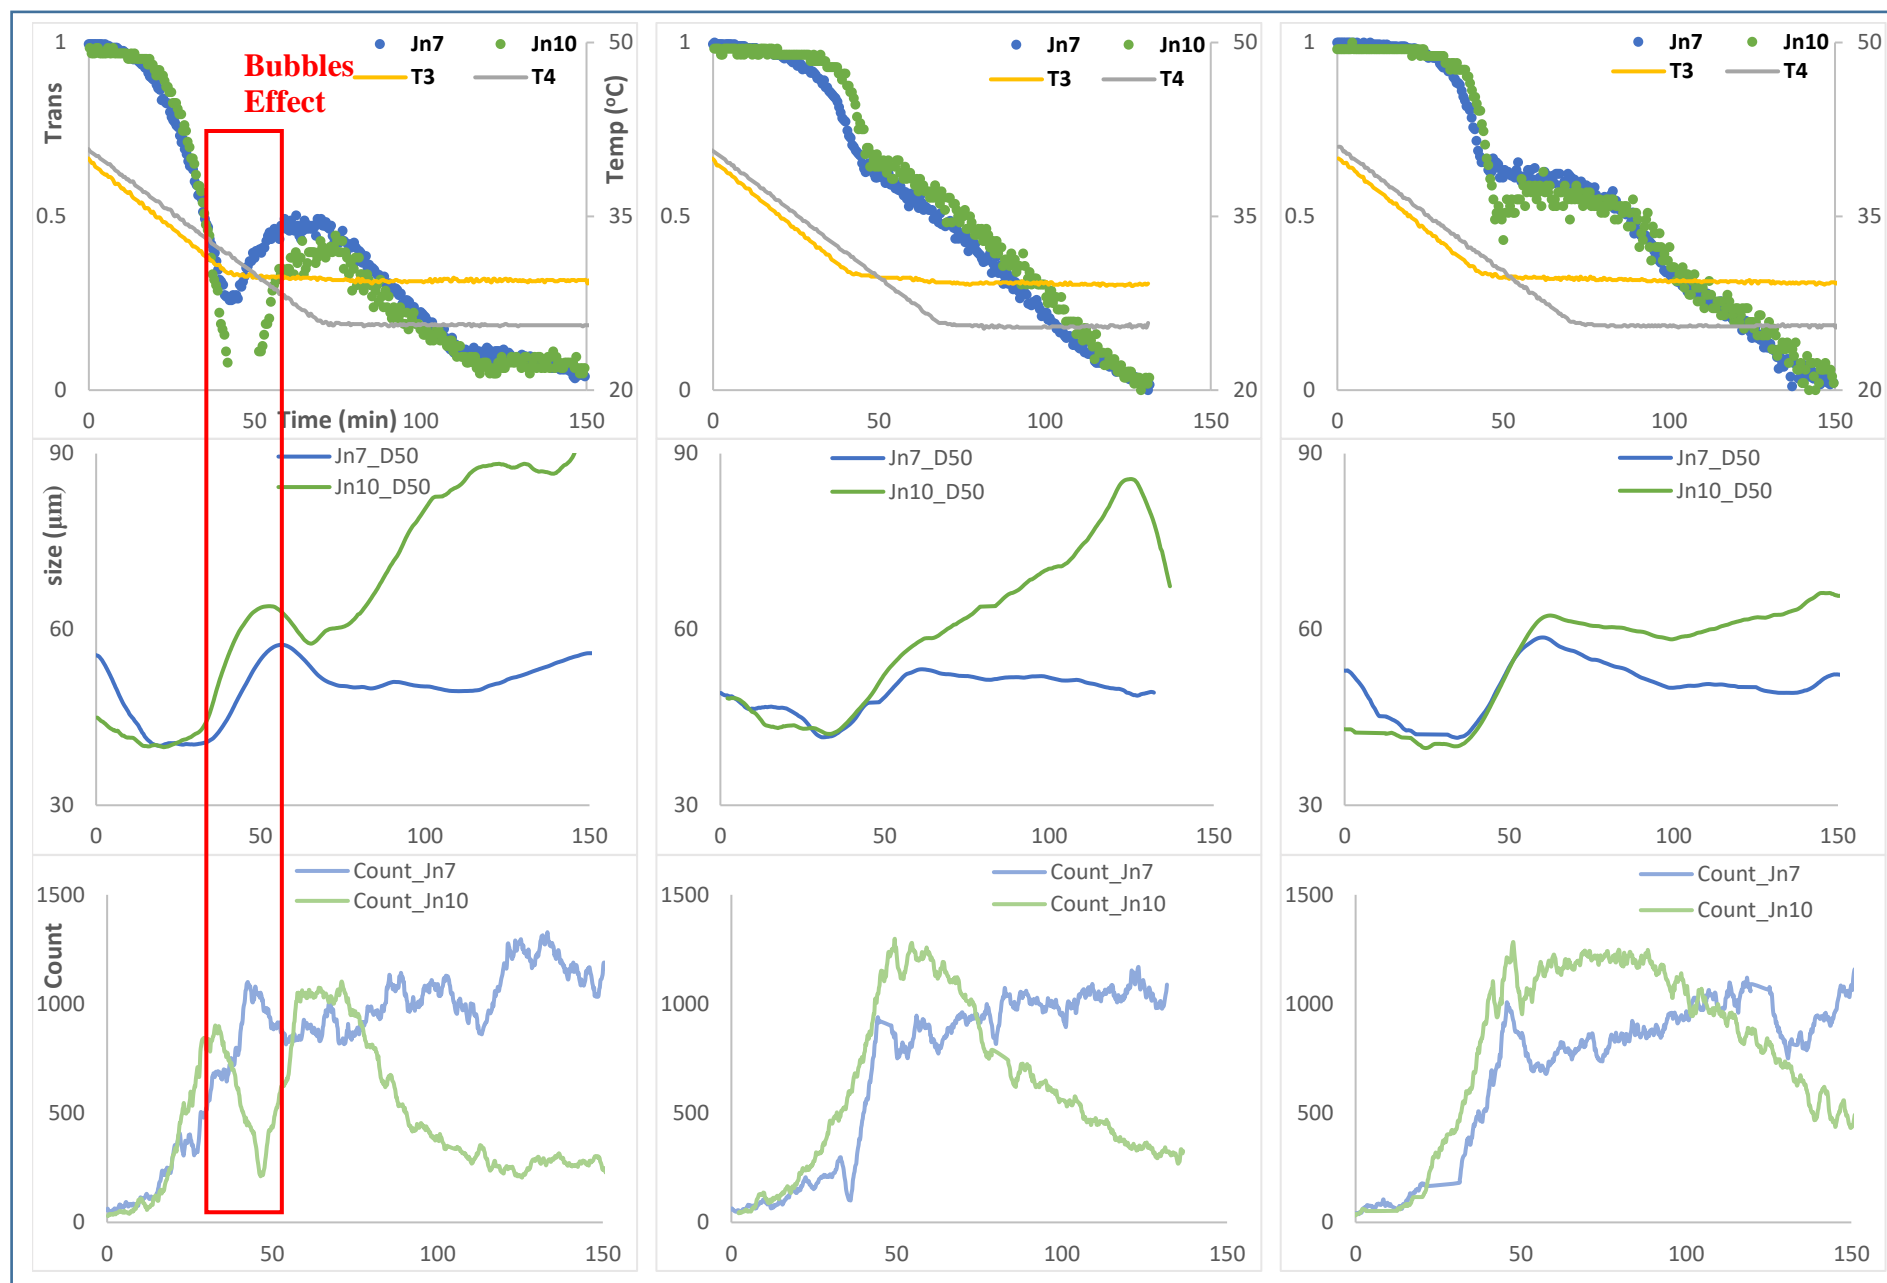 1
Trans
0.5
0
Bubbles
Effect
Jn7
Jn10
T3
T4
50
35
20
Temp (ºC)
0
50
Time (min)
100
150
1
0.5
0
Jn7
Jn10
T3
T4
50
35
20
0
50
100
150
1
0.5
0
Jn7
Jn10
T3
T4
50
35
20
0
50
100
150
90
60
30
size (μm)
Jn7_D50
Jn10_D50
0
50
100
150
90
60
30
Jn7_D50
Jn10_D50
0
50
100
150
90
60
30
Jn7_D50
Jn10_D50
0
50
100
150
1500
1000
500
0
Count
Count_Jn7
Count_Jn10
0
50
100
150
1500
1000
500
0
Count_Jn7
Count_Jn10
0
50
100
150
1500
1000
500
0
Count_Jn7
Count_Jn10
0
50
100
150